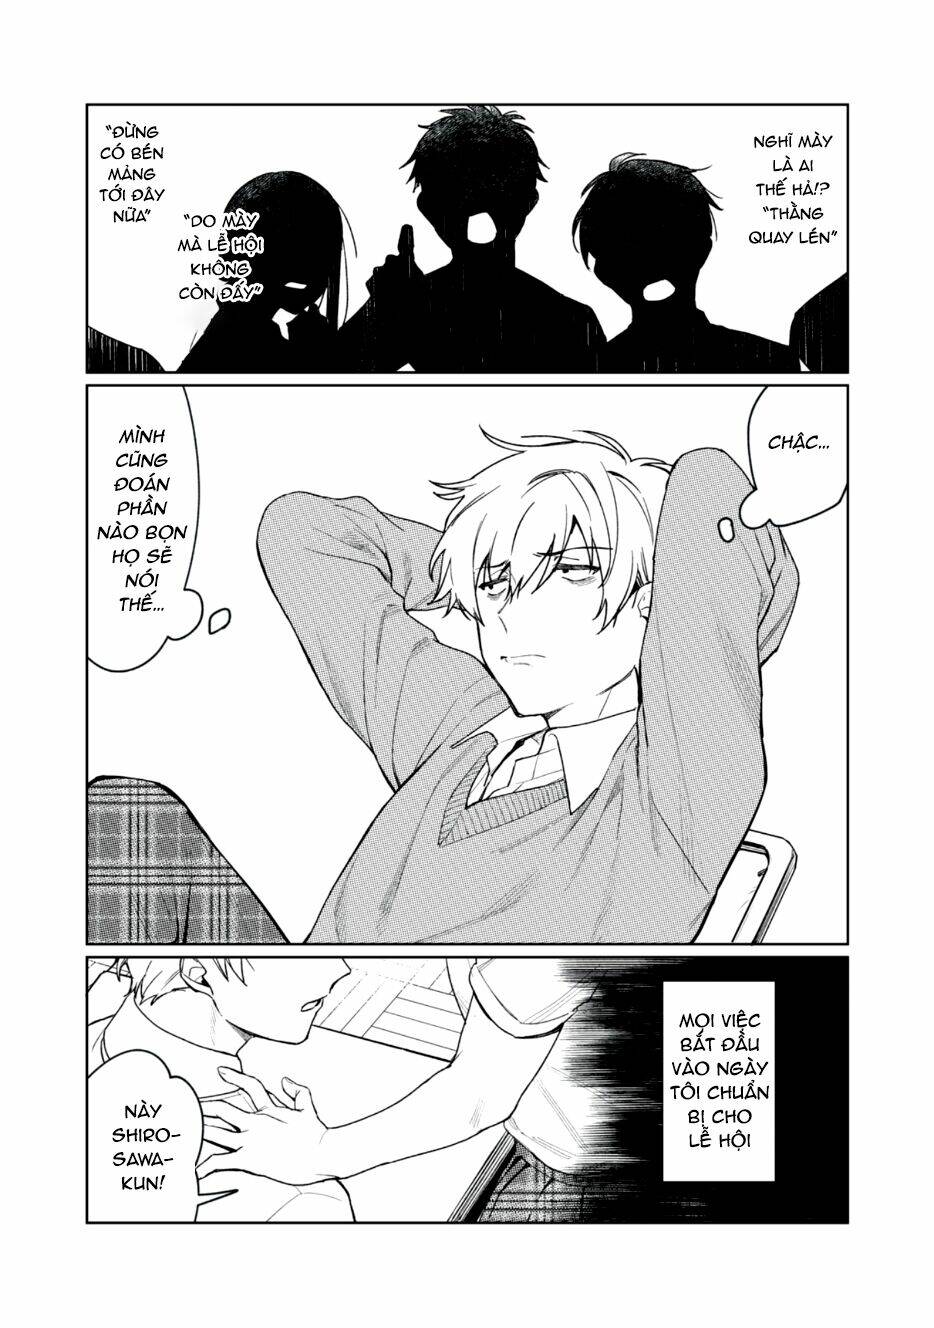 NGHĨ MÀY
LÀ AI
THẾ HẢ!?
"THẰNG
QUAY LÉN"
"DO MÀY
MÀ LỄ HỘI
KHÔNG
CÒN ĐẤY"
"ĐỪNG
CÓ BÉN
MẢNG
TỚI ĐÂY
NỮA"
CHẬC...
MÌNH
CŨNG
ĐOÁN
PHẦN
NÀO BỌN
HỌ SẼ
NÓI
THẾ...
MỌI VIỆC
BẮT ĐẦU
VÀO NGÀY
TÔI CHUẨN
BỊ CHO
LỄ HỘI
NÀY
SHIRO-
SAWA-
KUN!